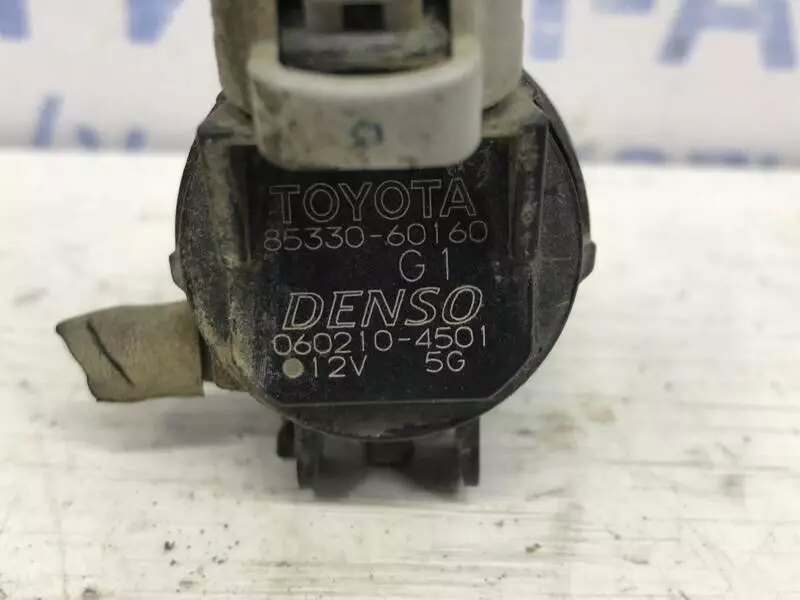 TOYOTA
85330-60160
G1
DENSO
060210-4501
12V 5G